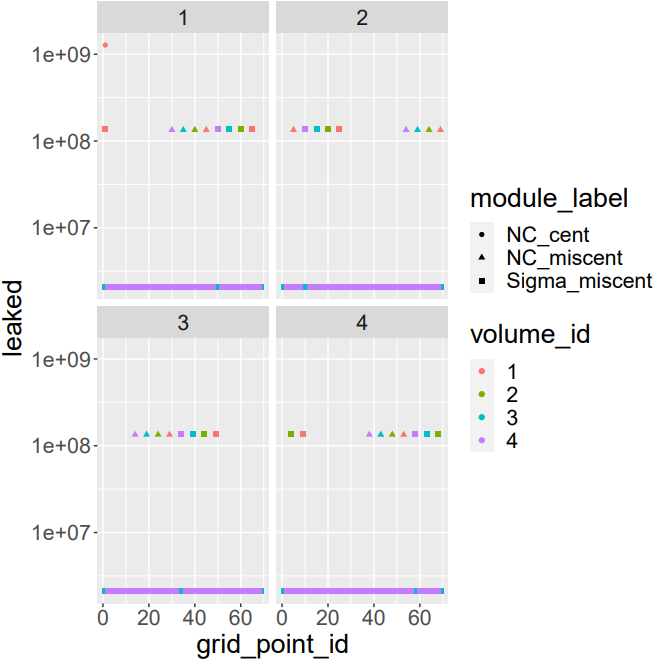 1
2
1e+09
1e+08
1e+07
3
4
1e+09
1e+08
1e+07
0
20
40
60
0
20
40
60
grid_point_id
leaked
module_label
NC_cent
NC_miscent
Sigma_miscent
volume_id
1
2
3
4